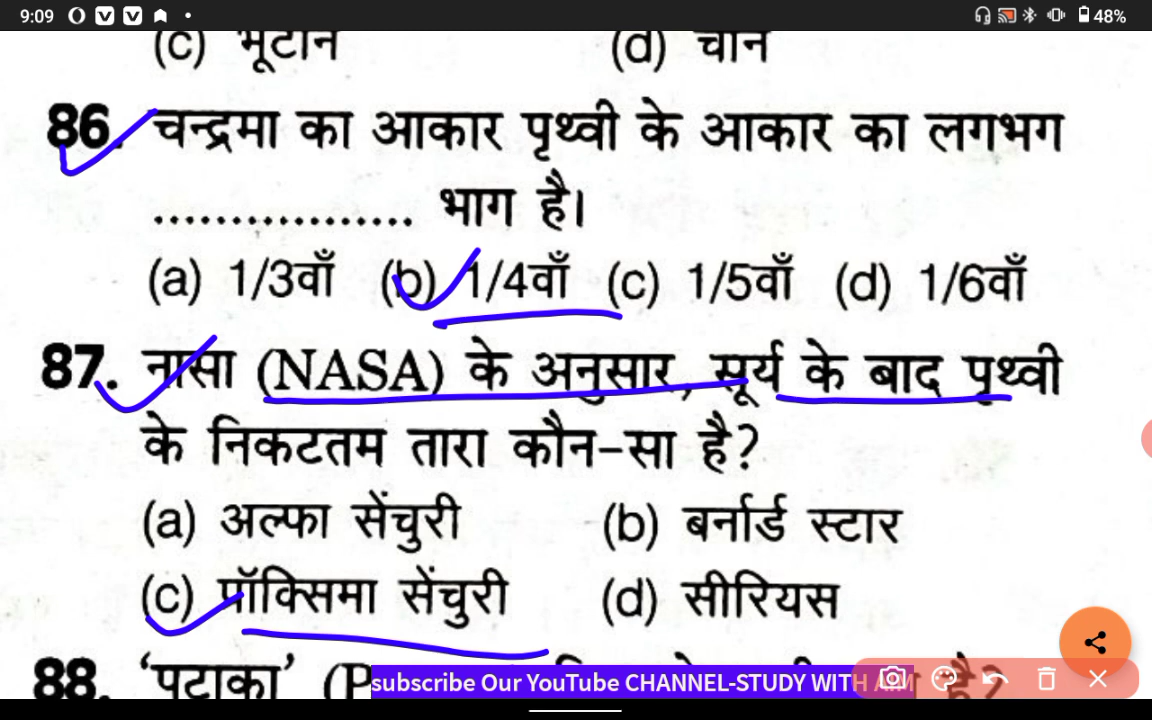 9:09 48%
(c) भूटान (d) चीन
86. चन्द्रमा का आकार पृथ्वी के आकार का लगभग
................. भाग है।
(a) 1/3वाँ (b) 1/4वाँ (c) 1/5वाँ (d) 1/6वाँ
87. नासा (NASA) के अनुसार, सूर्य के बाद पृथ्वी
के निकटतम तारा कौन-सा है?
(a) अल्फा सेंचुरी (b) बर्नार्ड स्टार
(c) प्रॉक्सिमा सेंचुरी (d) सीरियस
88. 'पटाका' (P है?
subscribe Our YouTube CHANNEL-STUDY WITH AIM